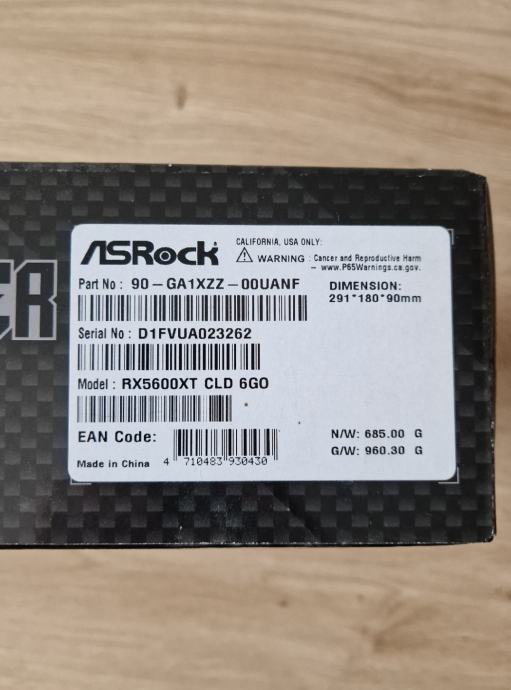 ASRock
CALIFORNIA, USA ONLY:
⚠ WARNING : Cancer and Reproductive Harm
– www.P65Warnings.ca.gov.
Part No : 90-GA1XZZ-00UANF
DIMENSION:
291*180*90mm
Serial No : D1FVUA023262
Model : RX5600XT CLD 6GO
EAN Code:
4 710483 930430
Made in China
N/W: 685.00 G
G/W: 960.30 G